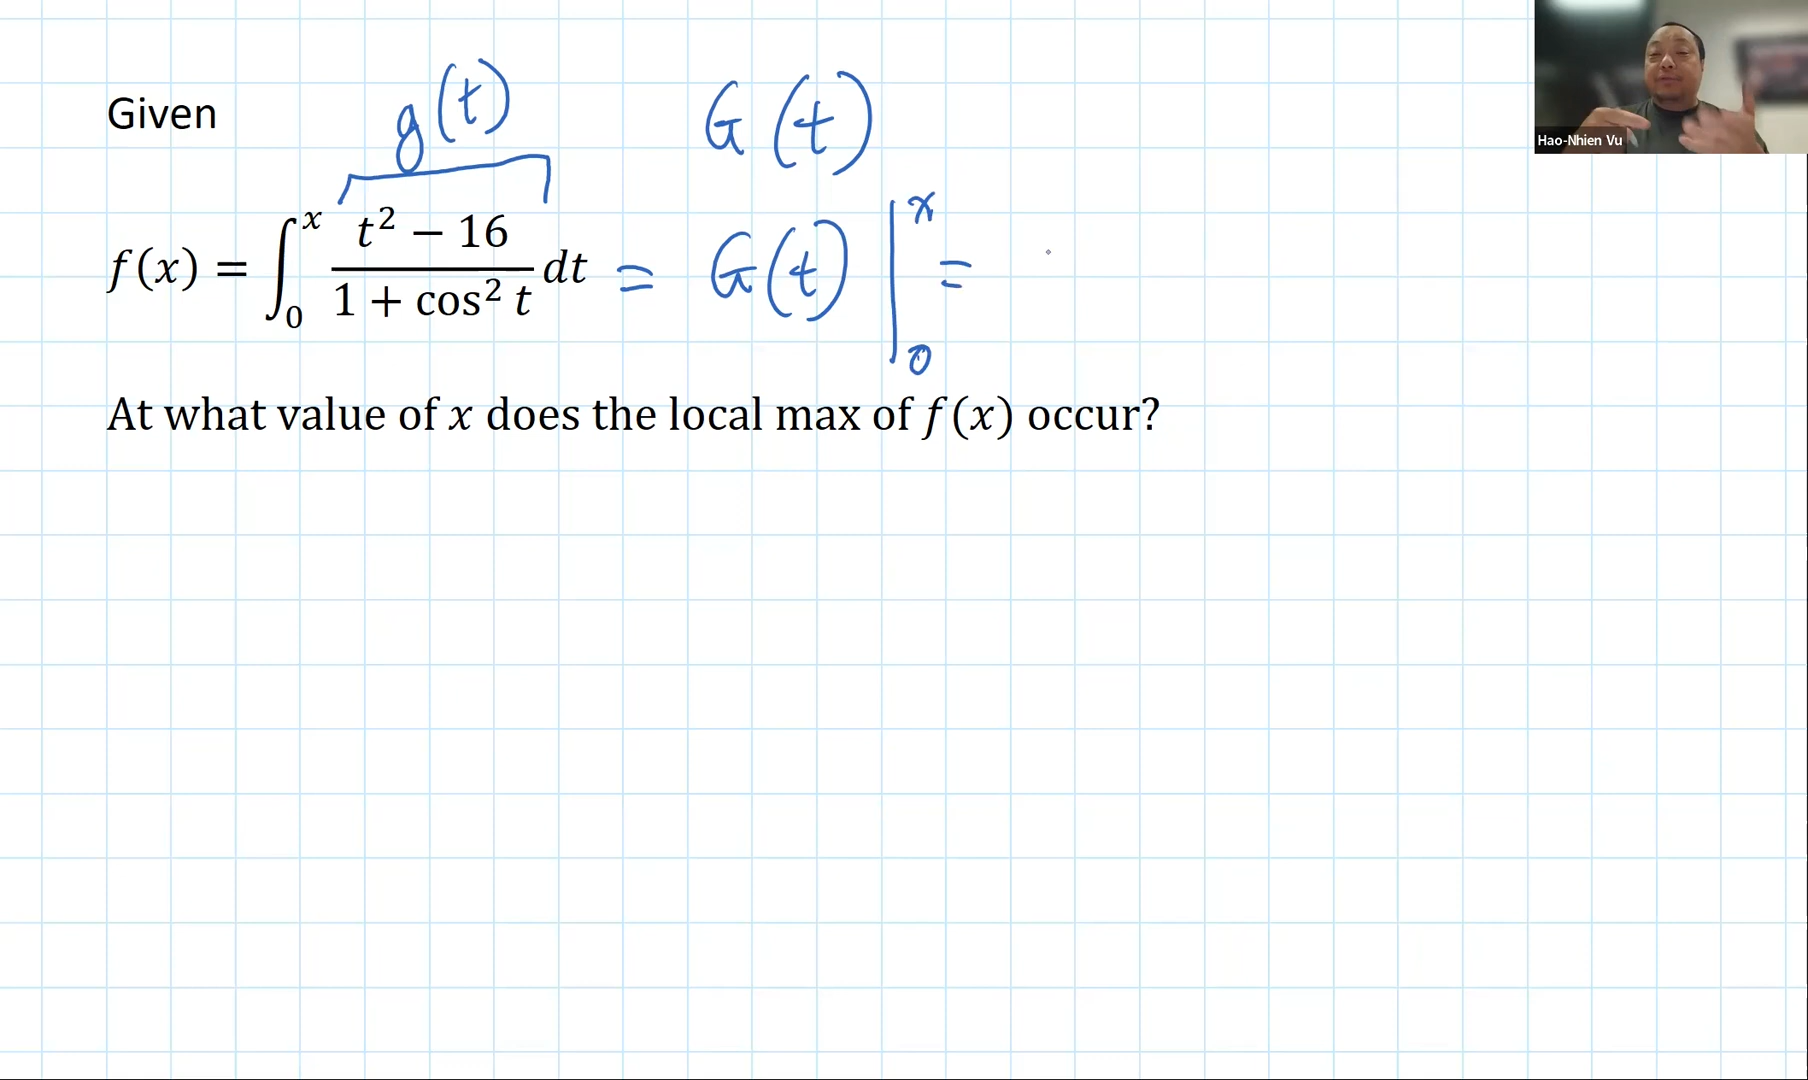 Given g(t) G(t)
f(x) = ∫₀ˣ (t² − 16)/(1 + cos² t) dt = G(t) |₀ˣ =
At what value of x does the local max of f(x) occur?
Hao-Nhien Vu